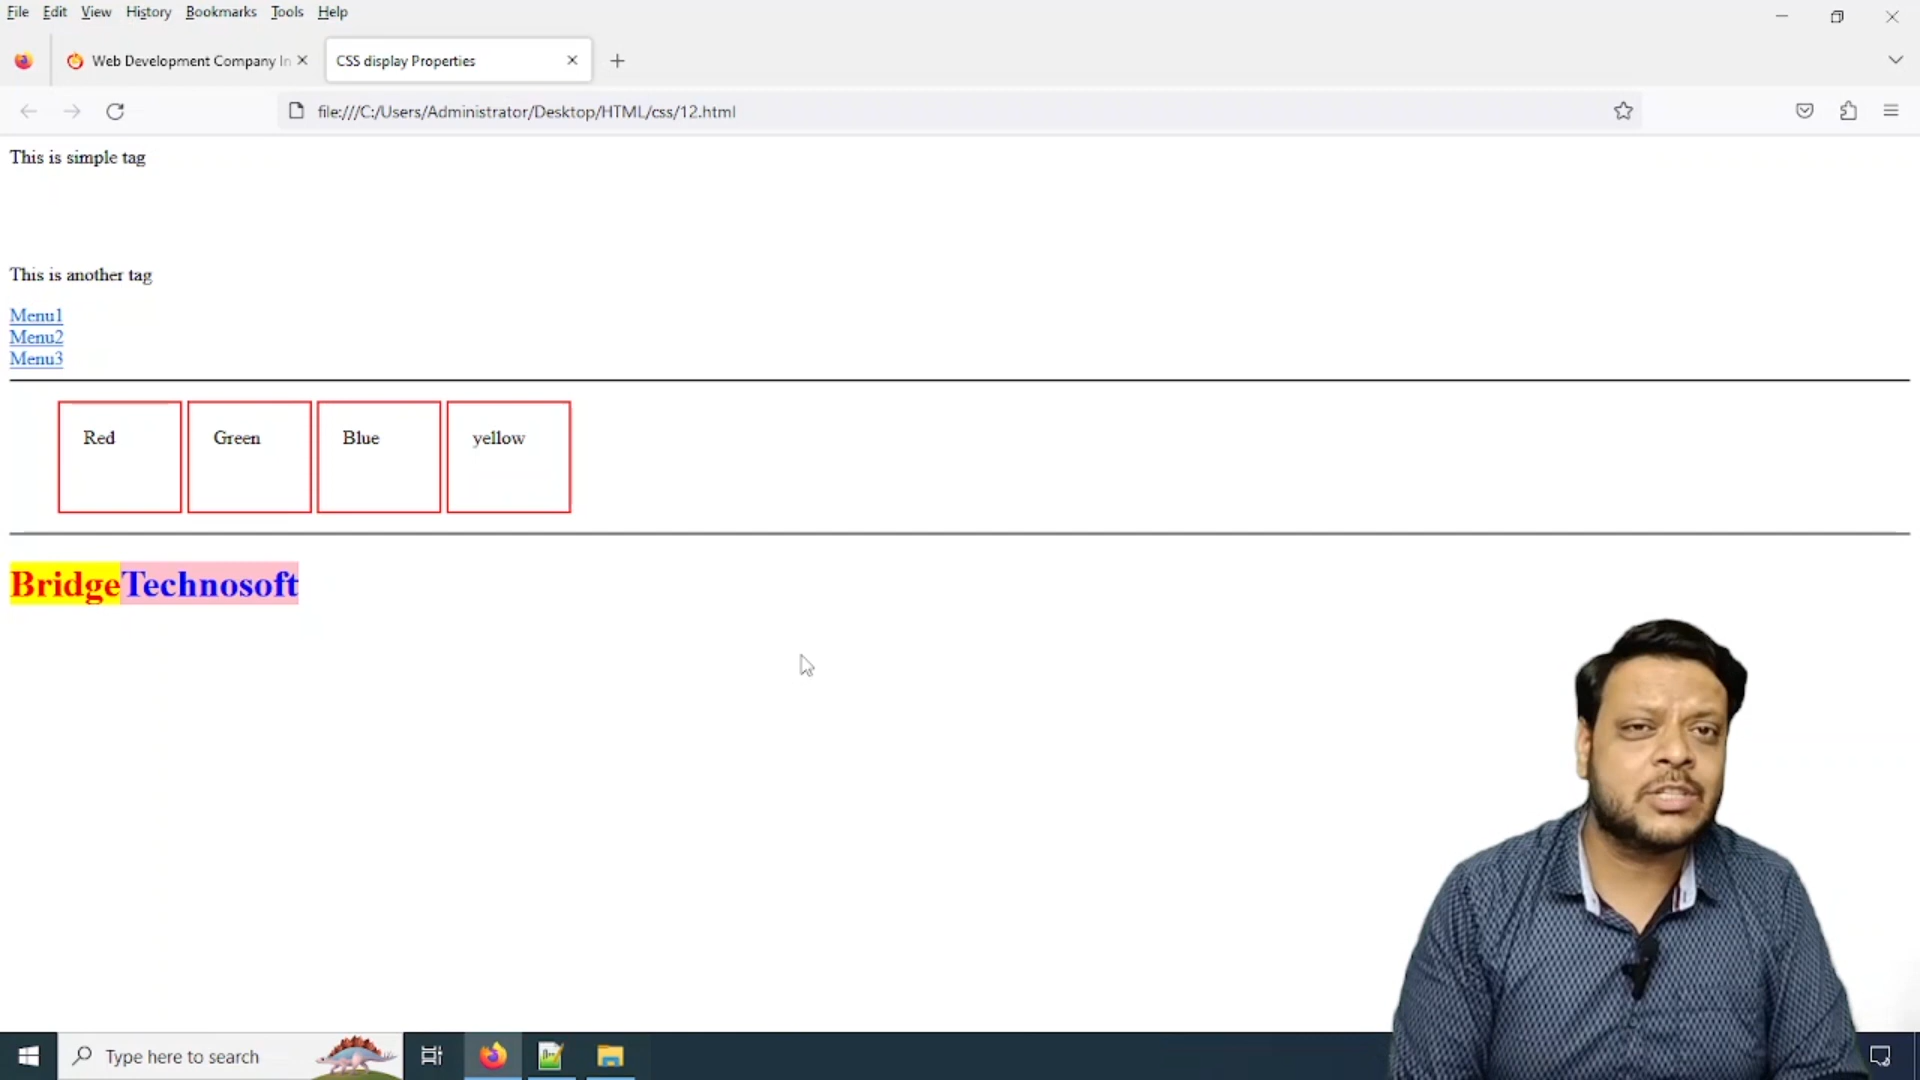 File Edit View History Bookmarks Tools Help
Web Development Company In
CSS display Properties
file:///C:/Users/Administrator/Desktop/HTML/css/12.html
This is simple tag
This is another tag
Menu1
Menu2
Menu3
Red Green Blue yellow
BridgeTechnosoft
Type here to search